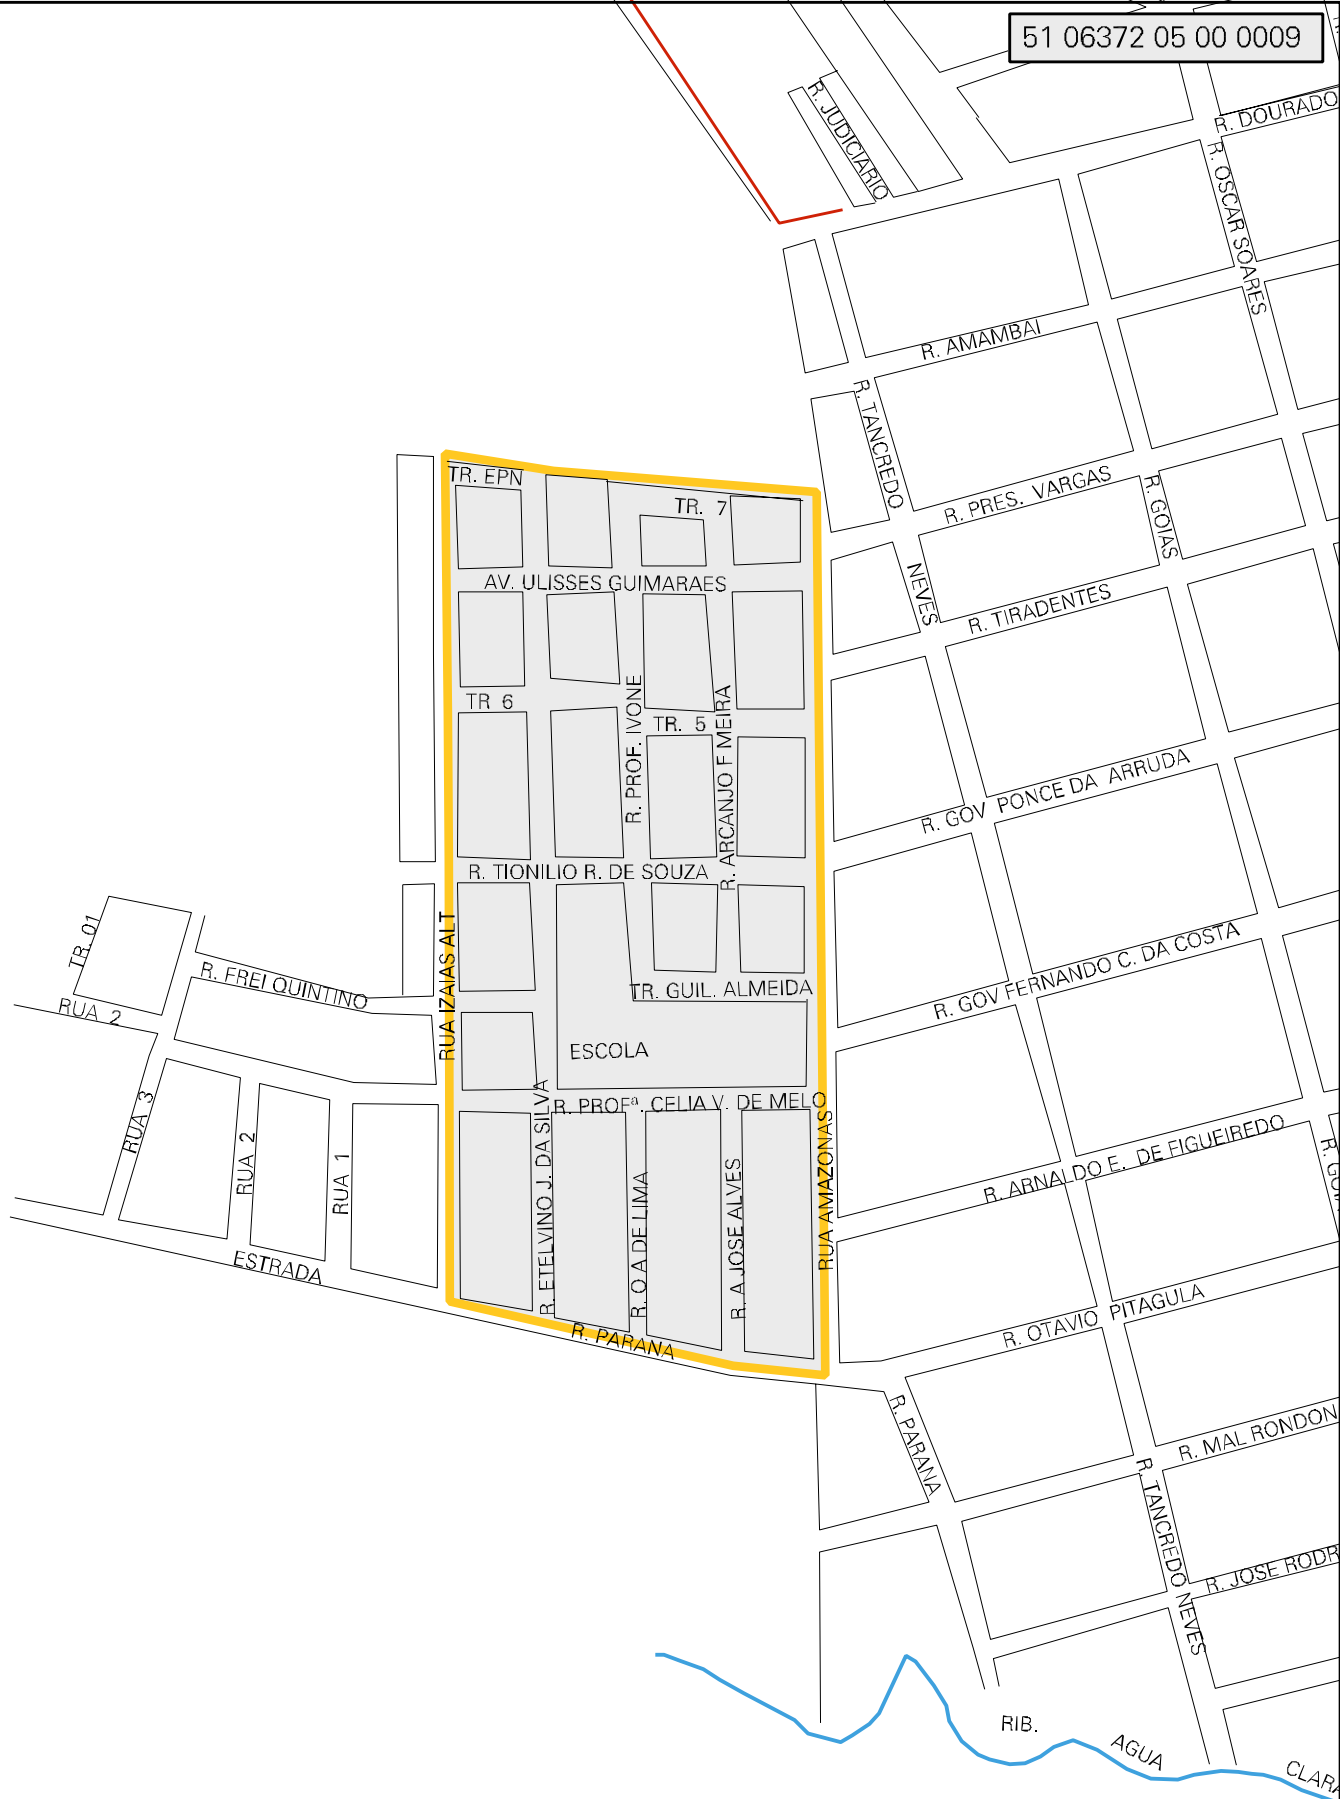 51 06372 05 00 0009
R. JUDICIARIO
R. DOURADO
R. OSCAR SOARES
R. AMAMBAI
R. TANCREDO
NEVES
R. PRES. VARGAS
R. GOIAS
R. TIRADENTES
TR. EPN
TR. 7
AV. ULISSES GUIMARAES
TR 6
R. PROF. IVONE
TR. 5
R. ARCANJO F MEIRA
R. GOV PONCE DA ARRUDA
R. TIONILIO R. DE SOUZA
RUA IZAIAS ALT
TR. 01
R. FREI QUINTINO
RUA 2
TR. GUIL. ALMEIDA
R. GOV FERNANDO C. DA COSTA
ESCOLA
R. PROFª. CELIA V. DE MELO
RUA 3
RUA 2
RUA 1
R. ETELVINO J. DA SILVA
R. O A DE LIMA
R. A JOSE ALVES
RUA AMAZONAS
R. ARNALDO E. DE FIGUEIREDO
ESTRADA
R. PARANA
R. OTAVIO PITAGULA
R. PARANA
R. MAL RONDON
R. TANCREDO NEVES
R. JOSE RODR
RIB.
AGUA
CLARA